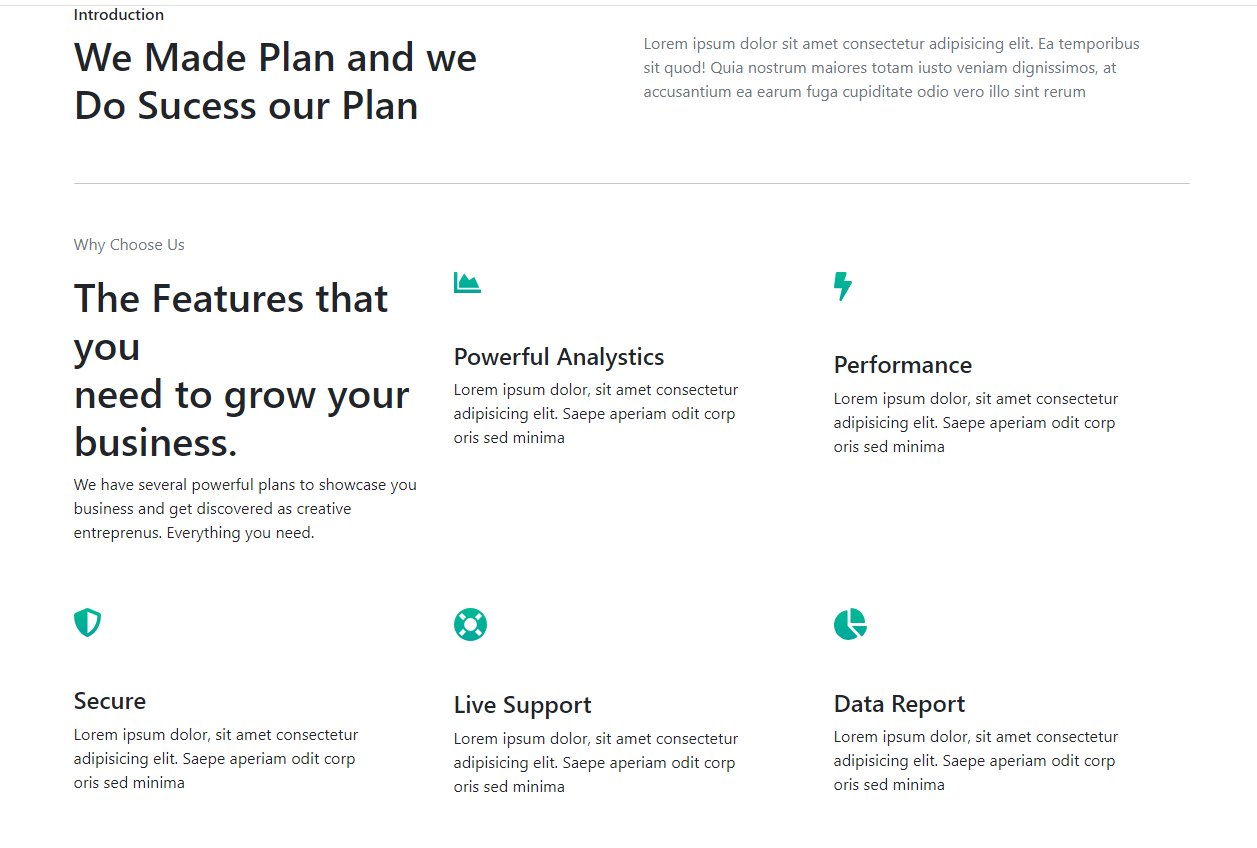 Introduction
We Made Plan and we
Do Sucess our Plan
Lorem ipsum dolor sit amet consectetur adipisicing elit. Ea temporibus
sit quod! Quia nostrum maiores totam iusto veniam dignissimos, at
accusantium ea earum fuga cupiditate odio vero illo sint rerum
Why Choose Us
The Features that
you
need to grow your
business.
We have several powerful plans to showcase you
business and get discovered as creative
entreprenus. Everything you need.
Powerful Analystics
Lorem ipsum dolor, sit amet consectetur
adipisicing elit. Saepe aperiam odit corp
oris sed minima
Performance
Lorem ipsum dolor, sit amet consectetur
adipisicing elit. Saepe aperiam odit corp
oris sed minima
Secure
Lorem ipsum dolor, sit amet consectetur
adipisicing elit. Saepe aperiam odit corp
oris sed minima
Live Support
Lorem ipsum dolor, sit amet consectetur
adipisicing elit. Saepe aperiam odit corp
oris sed minima
Data Report
Lorem ipsum dolor, sit amet consectetur
adipisicing elit. Saepe aperiam odit corp
oris sed minima